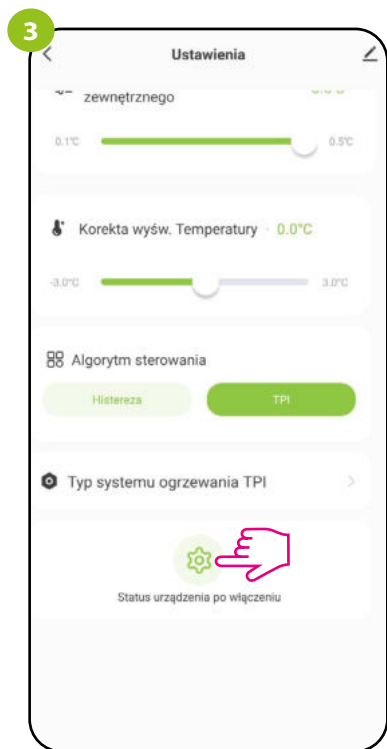 3
Ustawienia
zewnętrznego
0.1°C 0.5°C
Korekta wyśw. Temperatury · 0.0°C
-3.0°C 3.0°C
Algorytm sterowania
Histereza TPI
Typ systemu ogrzewania TPI
Status urządzenia po włączeniu